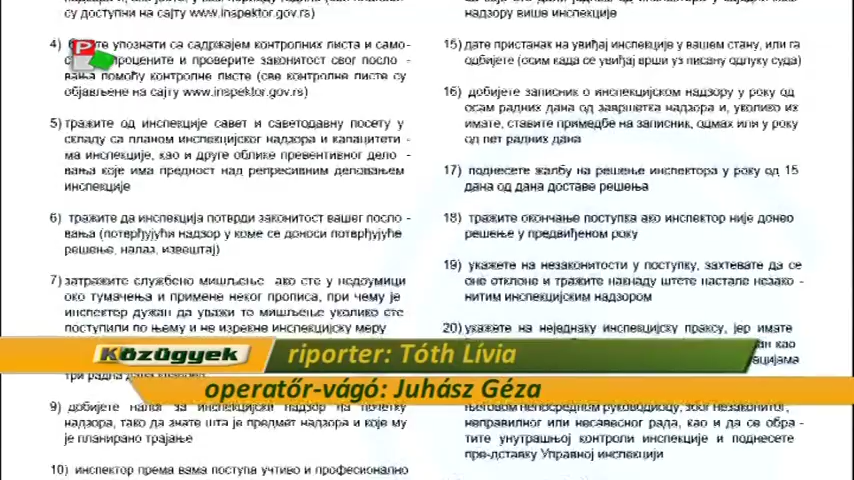 су доступни на сајту www.inspektor.gov.rs)
4) упознати са садржајем контролних листа и само-
процените и проверите законитост свог посло -
вања помоћу контролне листе (све контролне листе су
објављене на сајту www.inspektor.gov.rs)
5) тражите од инспекције савет и саветодавну посету у
складу са планом инспекцијског надзора и капацитети -
ма инспекције, као и друге облике превентивног дело -
вања које има предност над репресивним деловањем
инспекције
6) тражите да инспекција потврди законитост вашег посло -
вања (потврђујући надзор у коме се доноси потврђујуће
решење, налаз, извештај)
7) затражите службено мишљење ако сте у недоумици
око тумачења и примене неког прописа, при чему је
инспектор дужан да уважи то мишљење уколико сте
поступили по њему и не изрекне инспекцијску меру
три радна дана
9) добијете налог за инспекцијски надзор на почетку
надзора, тако да знате шта је предмет надзора и које му
је планирано трајање
10) инспектор према вама поступа учтиво и професионално
надзору више инспекције
15) дате пристанак на увиђај инспекције у вашем стану, или га
одбијете (осим када се увиђај врши уз писану одлуку суда)
16) добијете записник о инспекцијском надзору у року од
осам радних дана од завршетка надзора и, уколико их
имате, ставите примедбе на записник, одмах или у року
од пет радних дана
17) поднесете жалбу на решење инспектора у року од 15
дана од дана доставе решења
18) тражите окончање поступка ако инспектор није донео
решење у предвиђеном року
19) укажете на незаконитости у поступку, захтевате да се
оне отклоне и тражите накнаду штете настале незако -
нитим инспекцијским надзором
20) укажете на неједнаку инспекцијску праксу, јер имате
ан као
ацијама
његовом непосредном руководиоцу, због незаконитог,
неправилног или несавесног рада, као и да се обра -
тите унутрашњој контроли инспекције и поднесете
представку Управној инспекцији
P
Közügyek
riporter: Tóth Lívia
operatőr-vágó: Juhász Géza